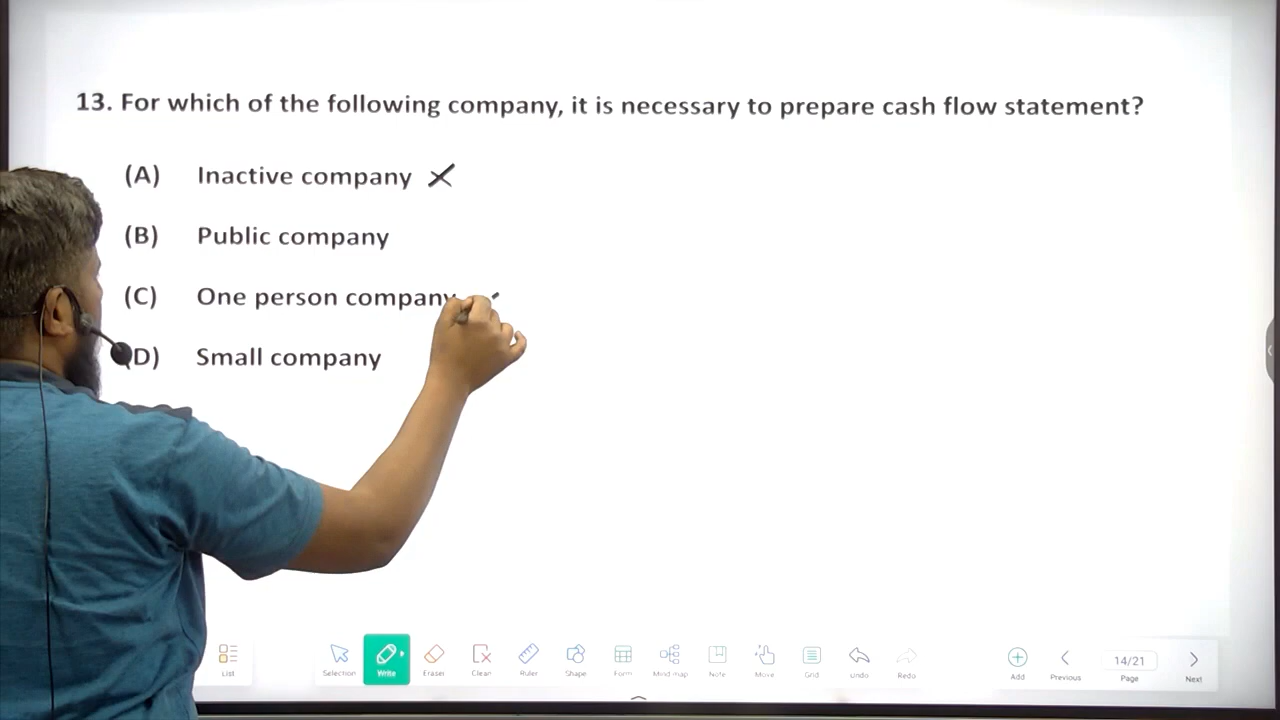 13. For which of the following company, it is necessary to prepare cash flow statement?
(A) Inactive company
(B) Public company
(C) One person company
(D) Small company
List
Selection
Write
Eraser
Clean
Ruler
Shape
Form
Mind map
Note
Move
Grid
Undo
Redo
Add
Previous
14/21
Page
Next